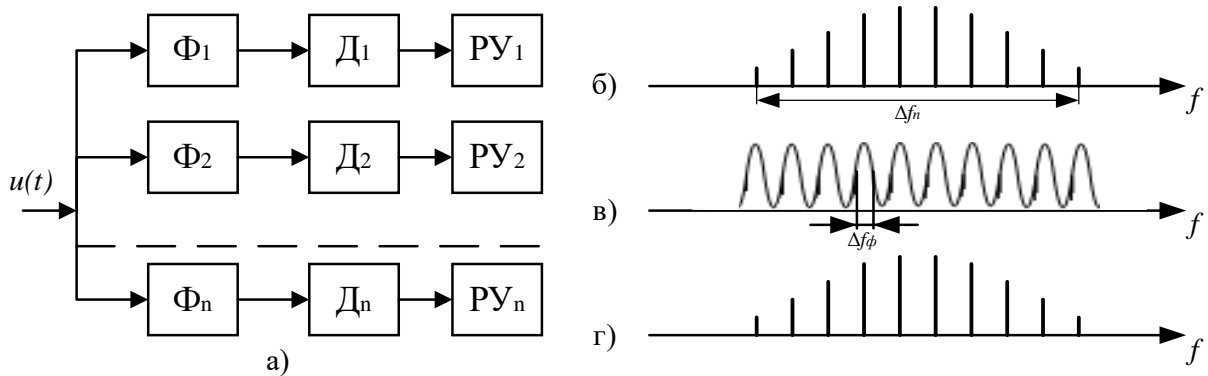 Ф1 Д1 РУ1
Ф2 Д2 РУ2
u(t)
Фn Дn РУn
а)
б) f
Δfп
в) f
Δfф
г) f